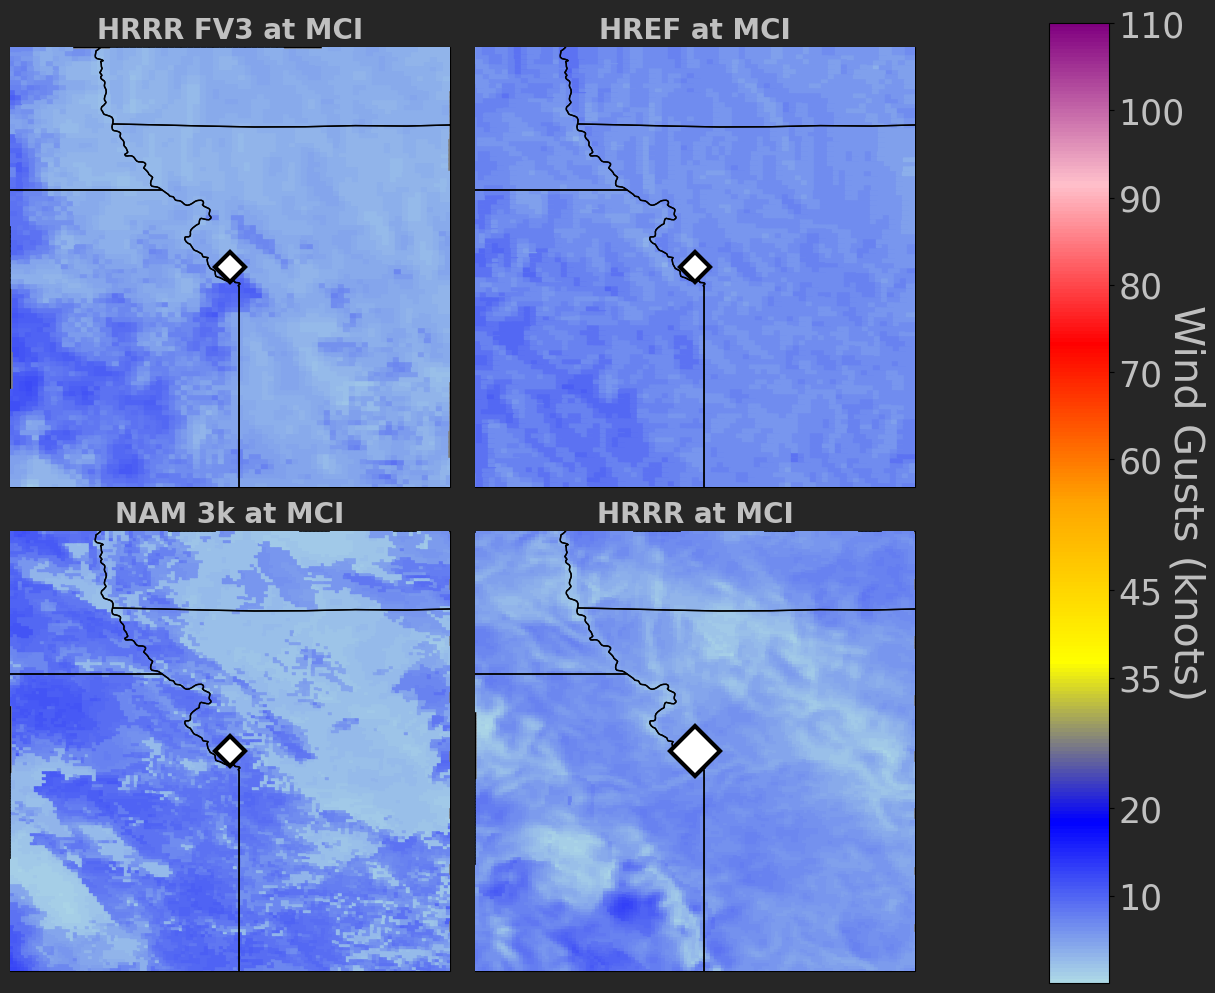 HRRR FV3 at MCI
HREF at MCI
NAM 3k at MCI
HRRR at MCI
110
100
90
80
70
60
45
35
20
10
Wind Gusts (knots)